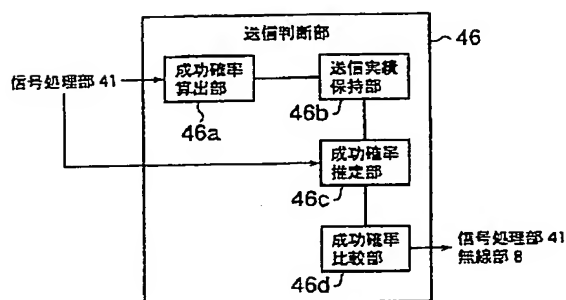 送信判断部
46
信号処理部 41
成功確率
算出部
46a
送信実績
保持部
46b
成功確率
推定部
46c
成功確率
比較部
46d
信号処理部 41
無線部 8